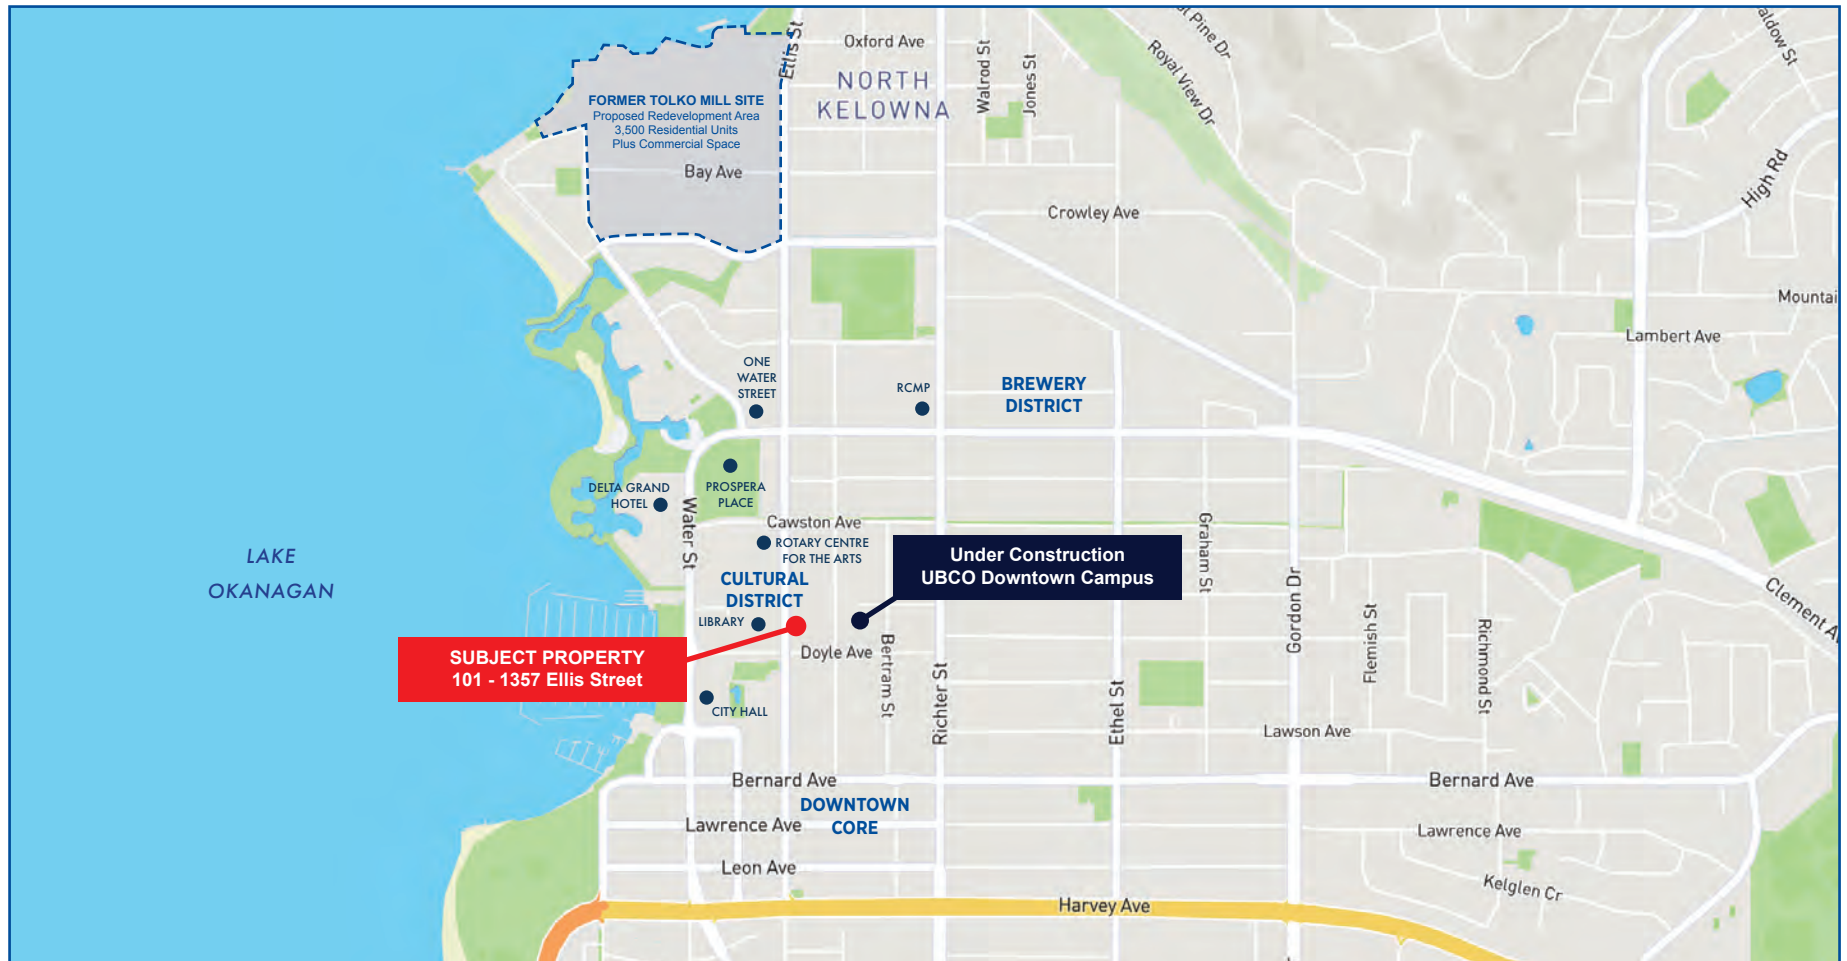 Ellis St
Oxford Ave
NORTH
KELOWNA
Walrod St
Jones St
Pine Dr
Royal View Dr
High Rd
FORMER TOLKO MILL SITE
Proposed Redevelopment Area
3,500 Residential Units
Plus Commercial Space
Bay Ave
Crowley Ave
Mountai
Lambert Ave
ONE
WATER
STREET
RCMP
BREWERY
DISTRICT
DELTA GRAND
HOTEL
PROSPERA
PLACE
Water St
Cawston Ave
ROTARY CENTRE
FOR THE ARTS
Under Construction
UBCO Downtown Campus
Graham St
Gordon Dr
Flemish St
Richmond St
Clement A
LAKE
OKANAGAN
CULTURAL
DISTRICT
LIBRARY
SUBJECT PROPERTY
101 - 1357 Ellis Street
Doyle Ave
Bertram St
Richter St
Ethel St
CITY HALL
Lawson Ave
Bernard Ave
Bernard Ave
DOWNTOWN
CORE
Lawrence Ave
Lawrence Ave
Leon Ave
Kelglen Cr
Harvey Ave